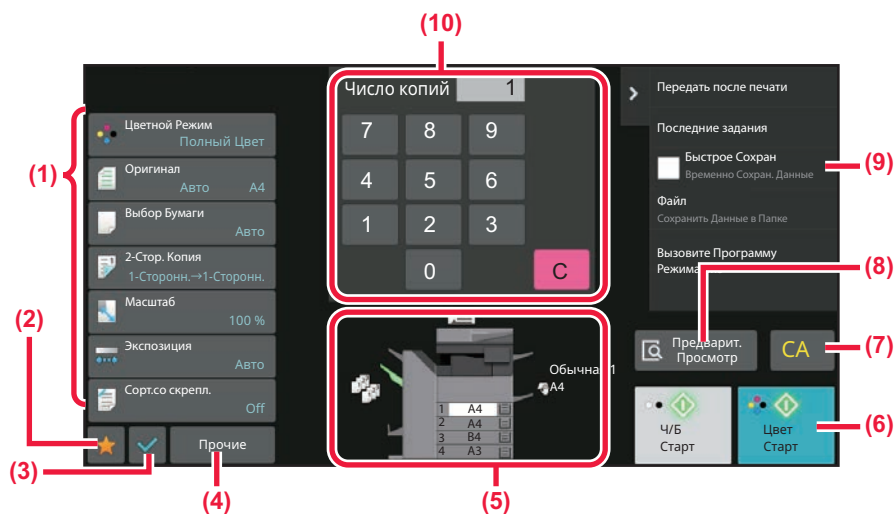 (10)
Число копий 1
7 8 9
4 5 6
1 2 3
0 C
(1)
Цветной Режим
Полный Цвет
Оригинал
Авто A4
Выбор Бумаги
Авто
2-Стор. Копия
1-Сторонн.→1-Сторонн.
Масштаб
100 %
Экспозиция
Авто
Сорт.со скрепл.
Off
(2)
(3)
Прочие
(4)
Обычная 1
A4
1 A4
2 A4
3 B4
4 A3
(5)
Передать после печати
Последние задания
Быстрое Сохран
Временно Сохран. Данные
(9)
Файл
Сохранить Данные в Папке
Вызовите Программу
(8)
Предварит.
Просмотр
CA
(7)
Ч/Б
Старт
Цвет
Старт
(6)